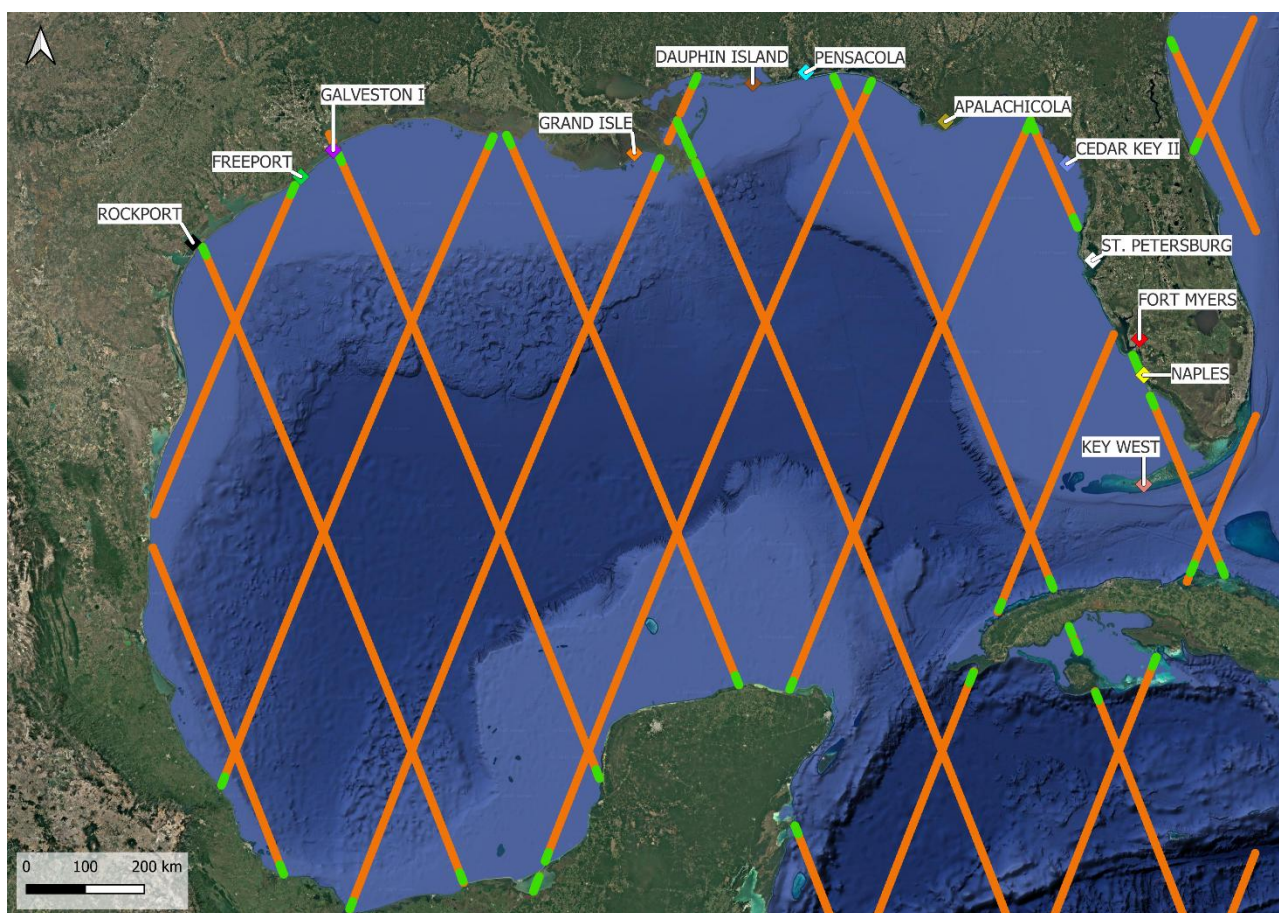 DAUPHIN ISLAND
PENSACOLA
GALVESTON I
APALACHICOLA
GRAND ISLE
CEDAR KEY II
FREEPORT
ROCKPORT
ST. PETERSBURG
FORT MYERS
NAPLES
KEY WEST
0 100 200 km